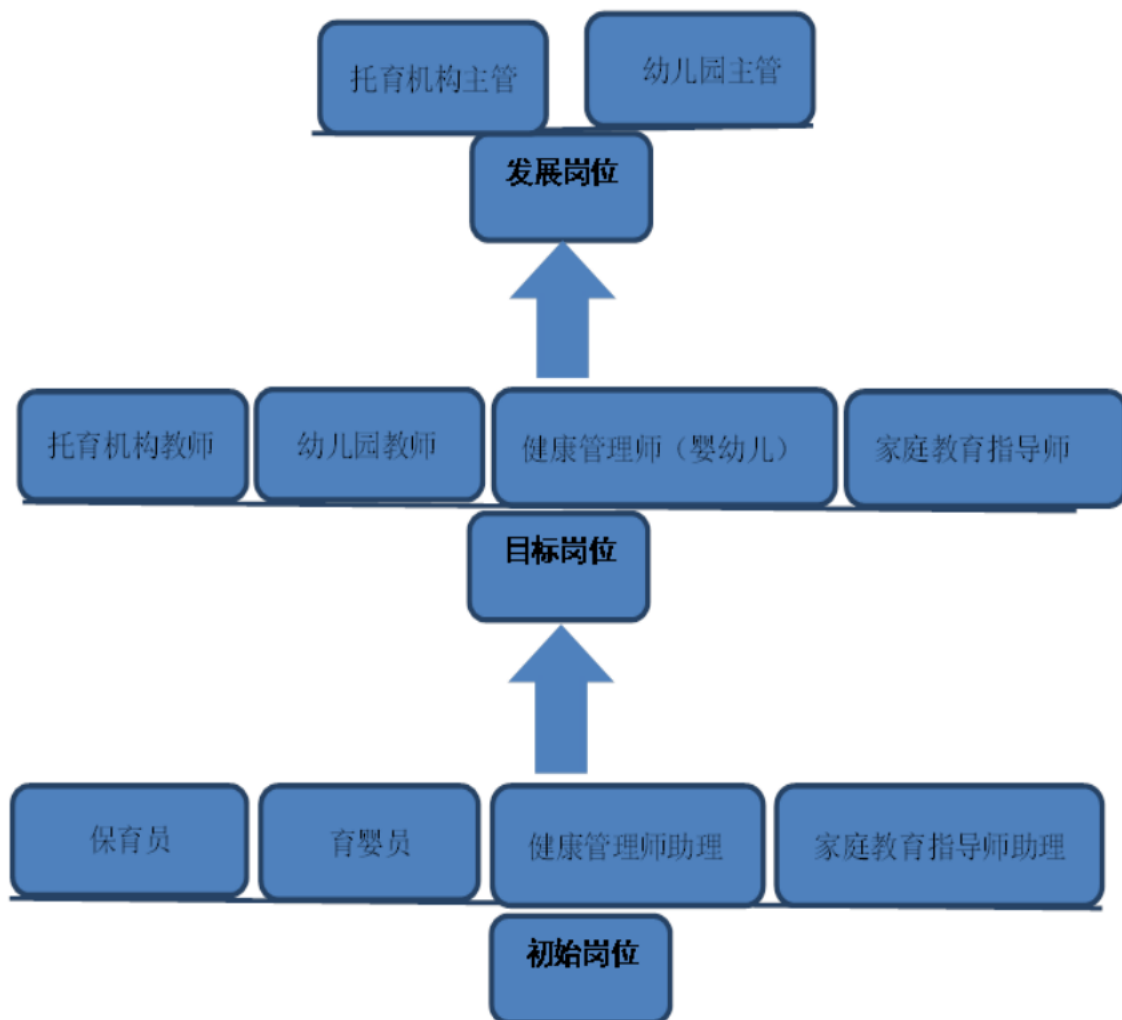 托育机构主管
幼儿园主管
发展岗位
托育机构教师
幼儿园教师
健康管理师（婴幼儿）
家庭教育指导师
目标岗位
保育员
育婴员
健康管理师助理
家庭教育指导师助理
初始岗位